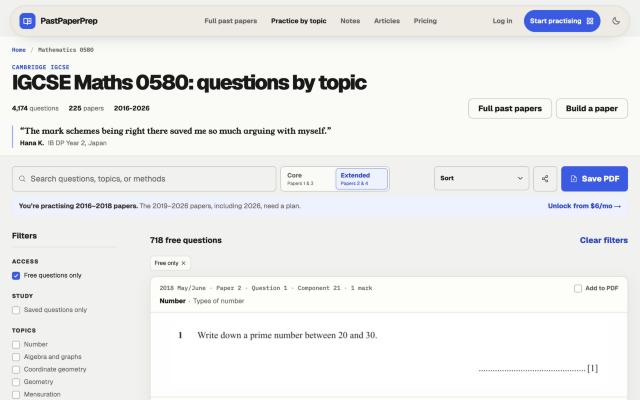 PastPaperPrep
Full past papers Practice by topic Notes Articles Pricing Log in Start practising
Home / Mathematics 0580
CAMBRIDGE IGCSE
IGCSE Maths 0580: questions by topic
4,174 questions 225 papers 2016-2026 Full past papers Build a paper
“The mark schemes being right there saved me so much arguing with myself.”
Hana K. IB DP Year 2, Japan
Search questions, topics, or methods
Core
Papers 1 & 3
Extended
Papers 2 & 4
Sort
Save PDF
You're practising 2016–2018 papers. The 2019–2026 papers, including 2026, need a plan. Unlock from $6/mo →
Filters
ACCESS
Free questions only
STUDY
Saved questions only
TOPICS
Number
Algebra and graphs
Coordinate geometry
Geometry
Mensuration
718 free questions Clear filters
Free only ×
2018 May/June · Paper 2 · Question 1 · Component 21 · 1 mark Add to PDF
Number · Types of number
1 Write down a prime number between 20 and 30.
.......................................... [1]